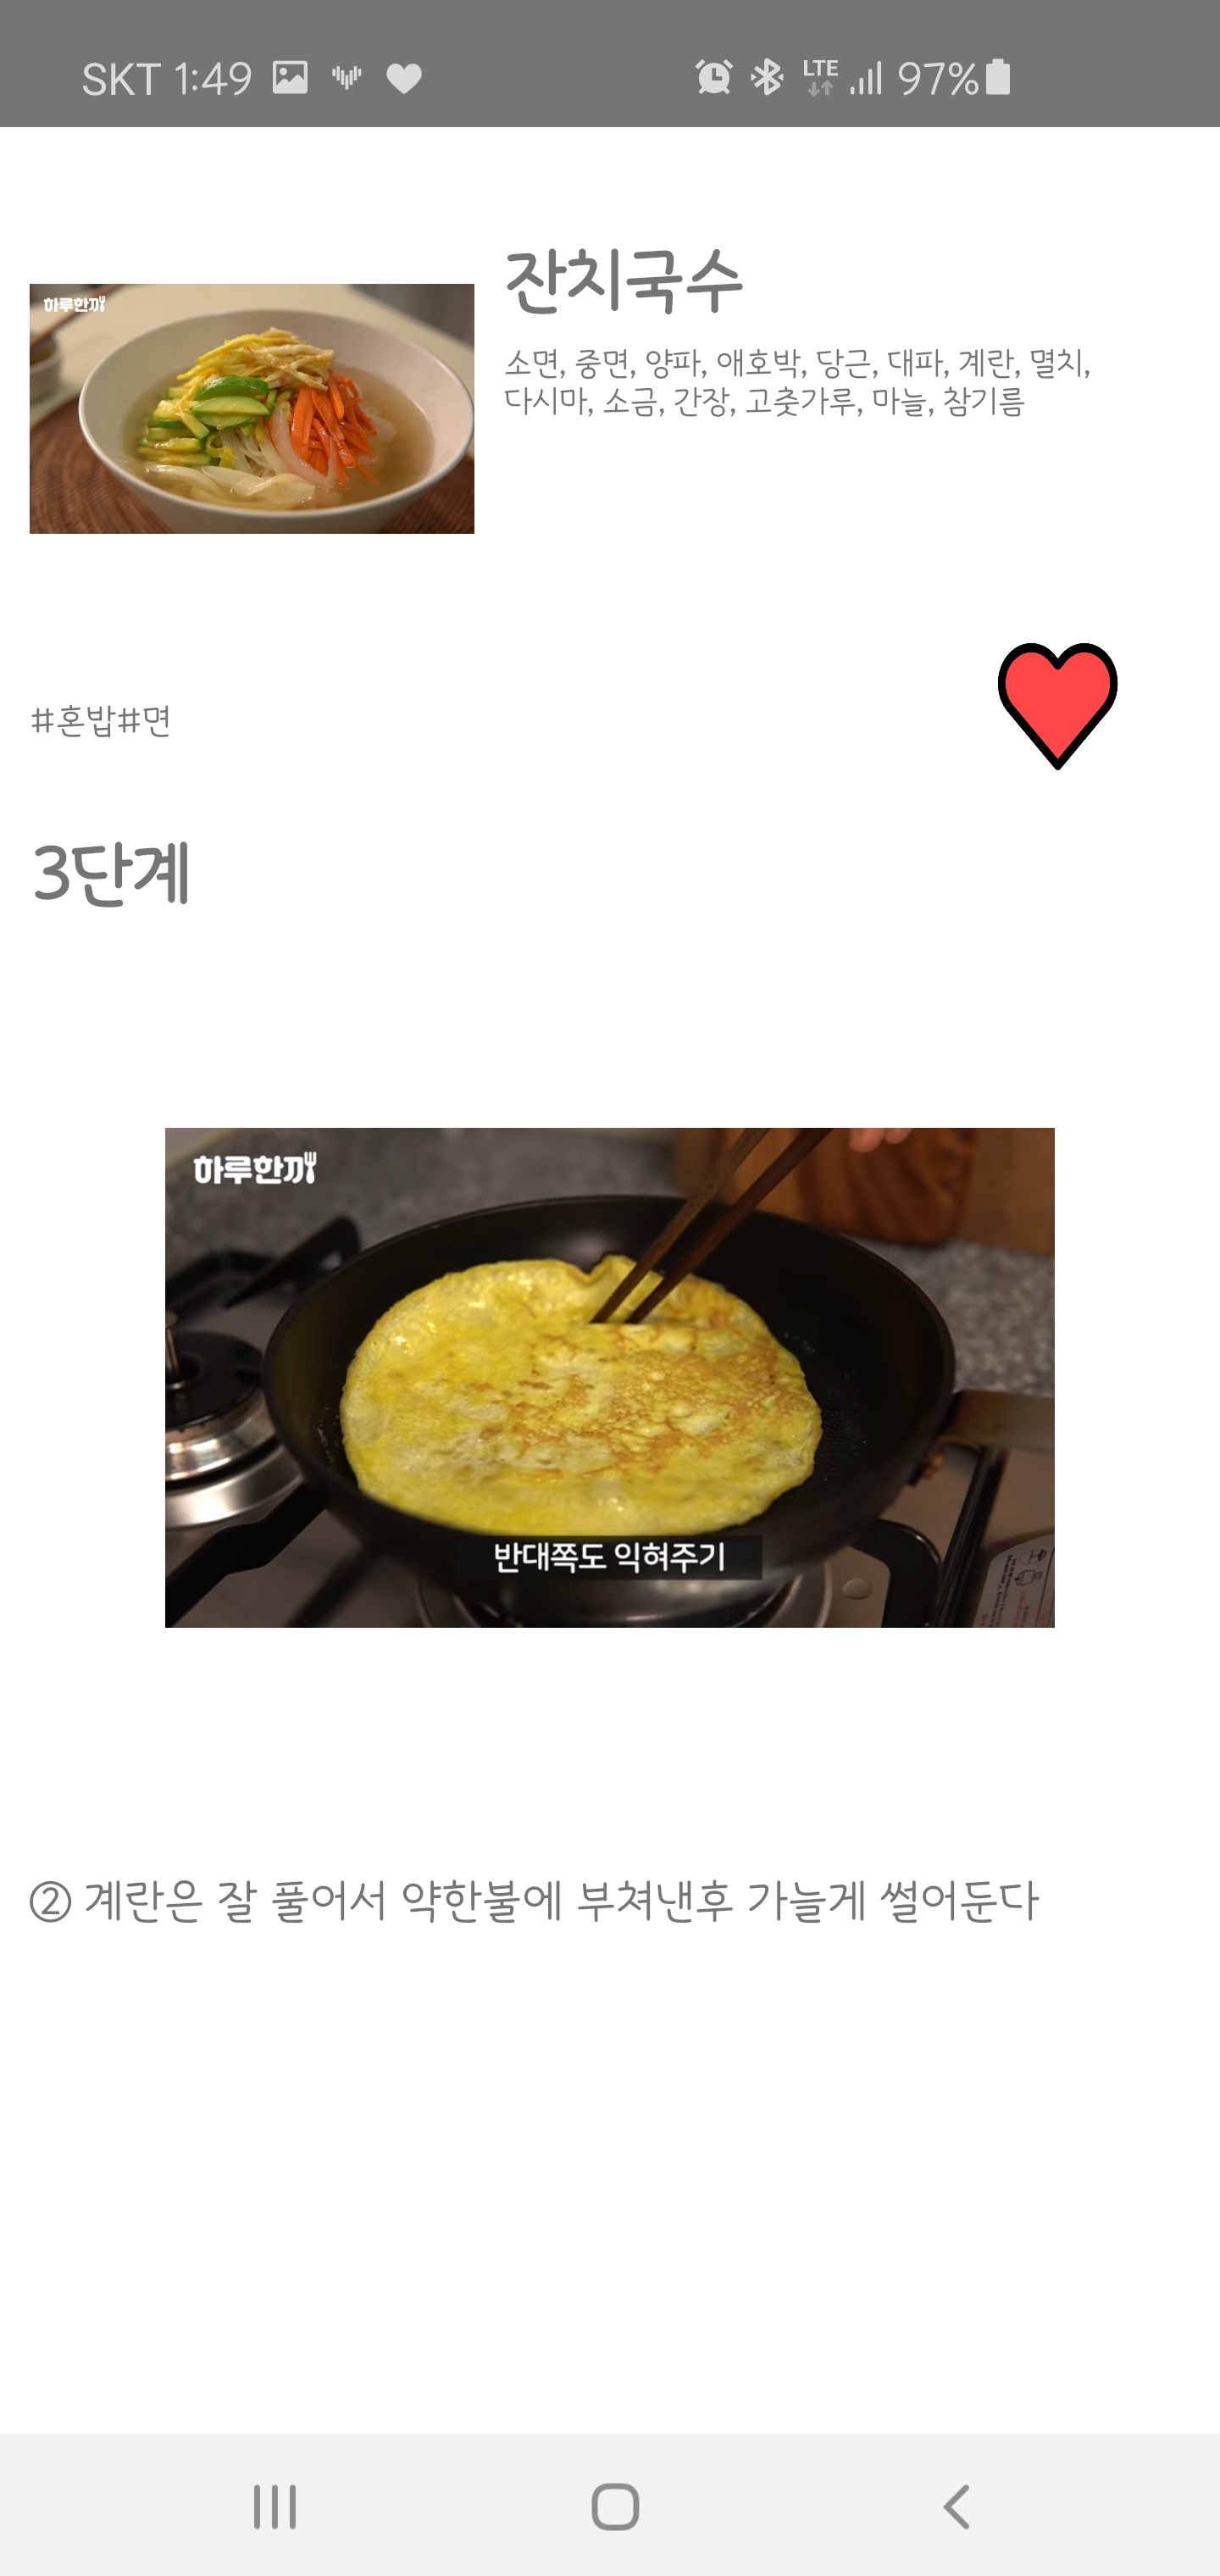 SKT 1:49
LTE
97%
하루한끼
잔치국수
소면, 중면, 양파, 애호박, 당근, 대파, 계란, 멸치,
다시마, 소금, 간장, 고춧가루, 마늘, 참기름
#혼밥#면
3단계
하루한끼
반대쪽도 익혀주기
② 계란은 잘 풀어서 약한불에 부쳐낸후 가늘게 썰어둔다